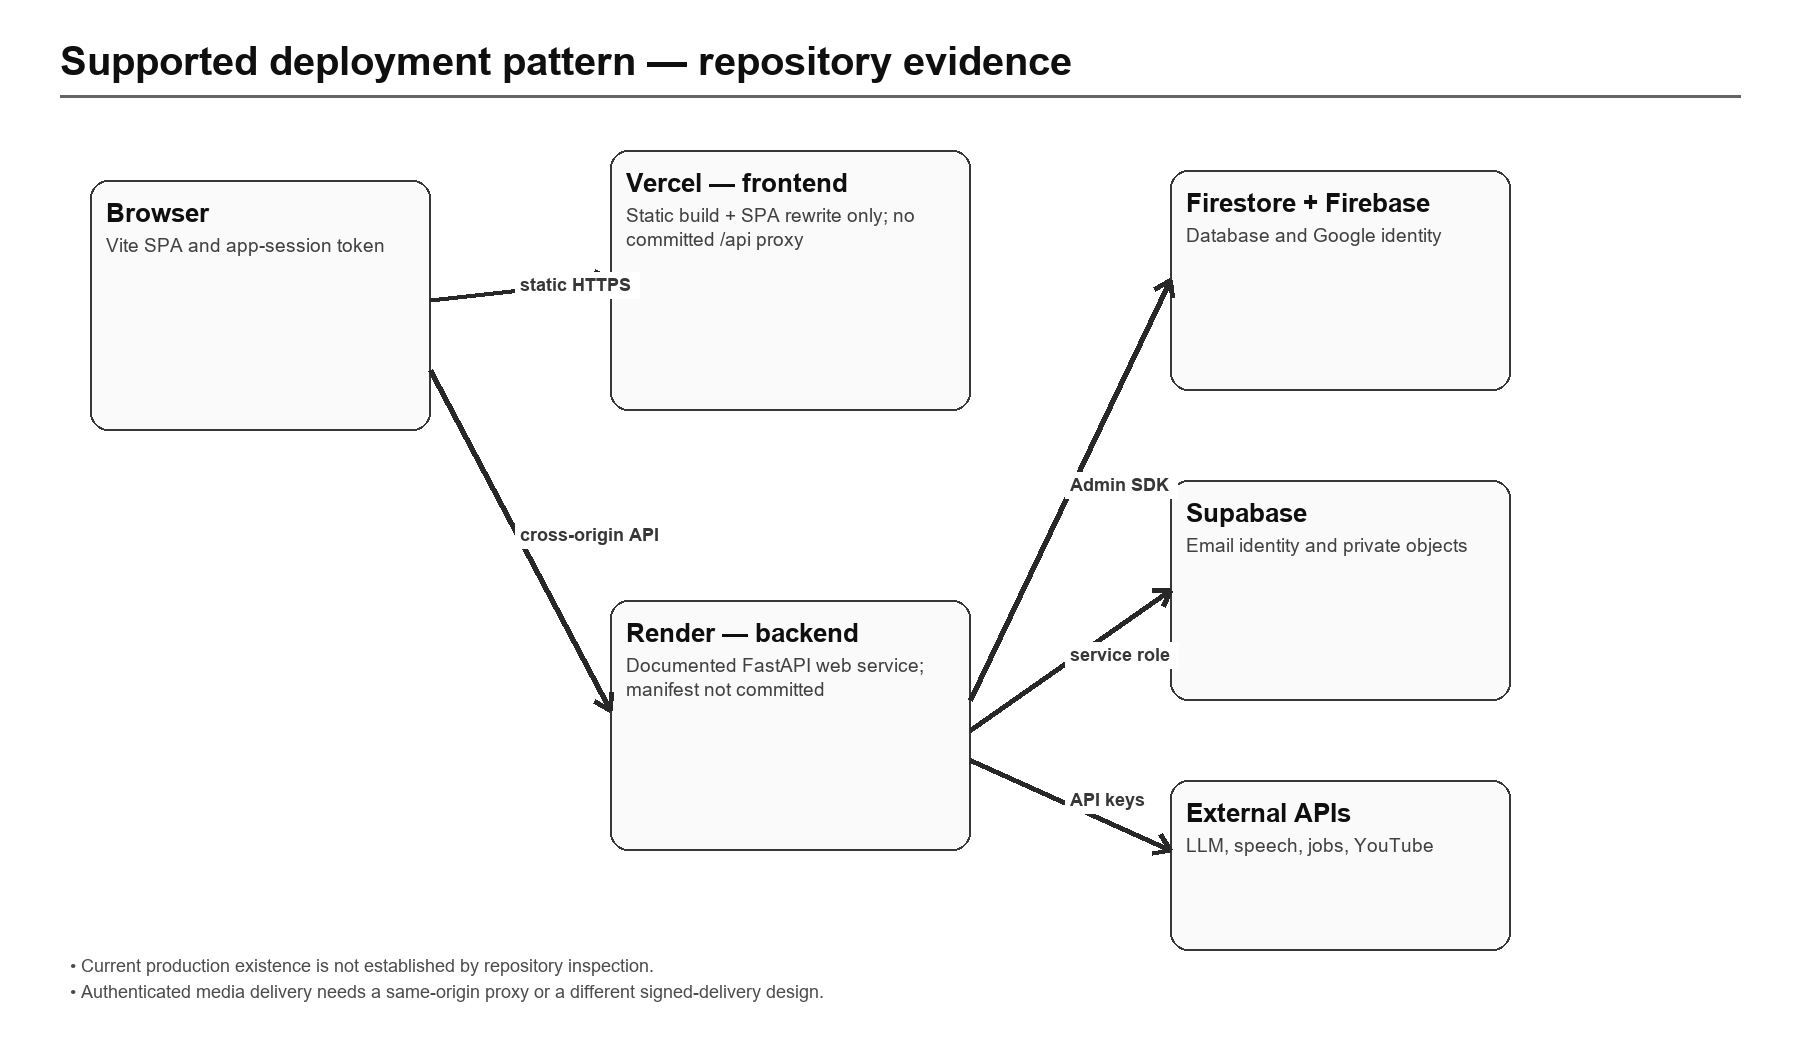 Supported deployment pattern — repository evidence
Browser
Vite SPA and app-session token
static HTTPS
cross-origin API
Vercel — frontend
Static build + SPA rewrite only; no
committed /api proxy
Render — backend
Documented FastAPI web service;
manifest not committed
Admin SDK
service role
API keys
Firestore + Firebase
Database and Google identity
Supabase
Email identity and private objects
External APIs
LLM, speech, jobs, YouTube
• Current production existence is not established by repository inspection.
• Authenticated media delivery needs a same-origin proxy or a different signed-delivery design.